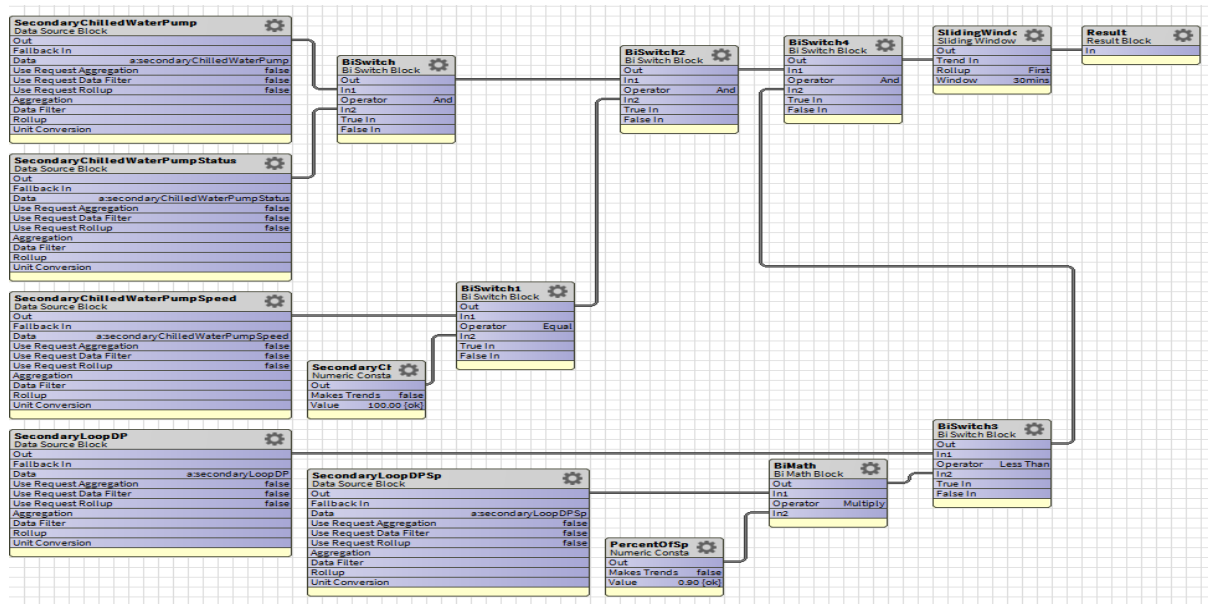 SecondaryChilledWaterPump
Data Source Block
Out
Fallback In
Data a:secondaryChilledWaterPump
Use Request Aggregation false
Use Request Data Filter false
Use Request Rollup false
Aggregation
Data Filter
Rollup
Unit Conversion
BiSwitch
Bi Switch Block
Out
In1
Operator And
In2
True In
False In
BiSwitch2
Bi Switch Block
Out
In1
Operator And
In2
True In
False In
BiSwitch4
Bi Switch Block
Out
In1
Operator And
In2
True In
False In
SlidingWindc
Sliding Window
Out
Trend In
Rollup First
Window 30mins
Result
Result Block
In
SecondaryChilledWaterPumpStatus
Data Source Block
Out
Fallback In
Data a:secondaryChilledWaterPumpStatus
Use Request Aggregation false
Use Request Data Filter false
Use Request Rollup false
Aggregation
Data Filter
Rollup
Unit Conversion
SecondaryChilledWaterPumpSpeed
Data Source Block
Out
Fallback In
Data a:secondaryChilledWaterPumpSpeed
Use Request Aggregation false
Use Request Data Filter false
Use Request Rollup false
Aggregation
Data Filter
Rollup
Unit Conversion
BiSwitch1
Bi Switch Block
Out
In1
Operator Equal
In2
True In
False In
SecondaryCh
Numeric Consta
Out
Makes Trends false
Value 100.00 {ok}
SecondaryLoopDP
Data Source Block
Out
Fallback In
Data a:secondaryLoopDP
Use Request Aggregation false
Use Request Data Filter false
Use Request Rollup false
Aggregation
Data Filter
Rollup
Unit Conversion
SecondaryLoopDPSp
Data Source Block
Out
Fallback In
Data a:secondaryLoopDPSp
Use Request Aggregation false
Use Request Data Filter false
Use Request Rollup false
Aggregation
Data Filter
Rollup
Unit Conversion
PercentOfSp
Numeric Consta
Out
Makes Trends false
Value 0.90 {ok}
BiMath
Bi Math Block
Out
In1
Operator Multiply
In2
BiSwitch3
Bi Switch Block
Out
In1
Operator Less Than
In2
True In
False In